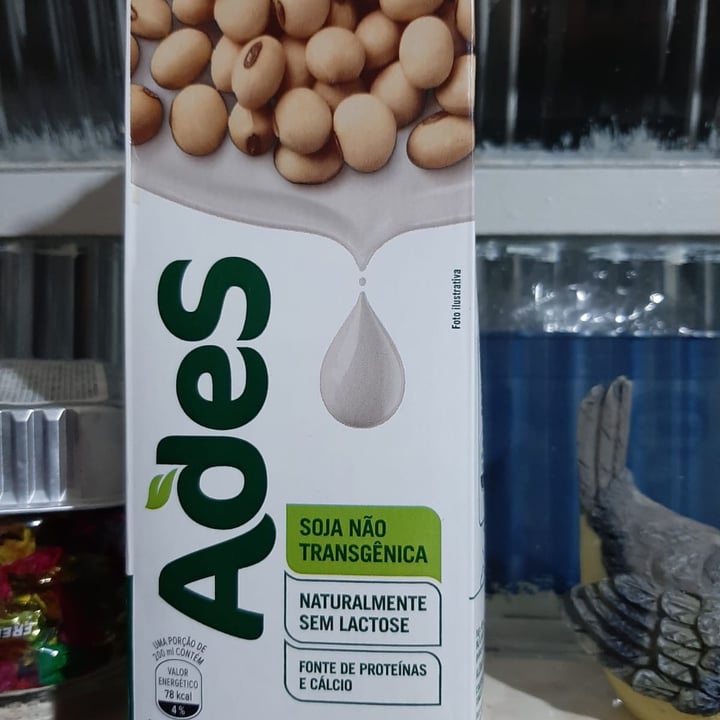 Foto ilustrativa
AdeS
SOJA NÃO
TRANSGÊNICA
NATURALMENTE
SEM LACTOSE
FONTE DE PROTEÍNAS
E CÁLCIO
UMA PORÇÃO DE
200 ml CONTÉM
VALOR
ENERGÉTICO
78 kcal
4%